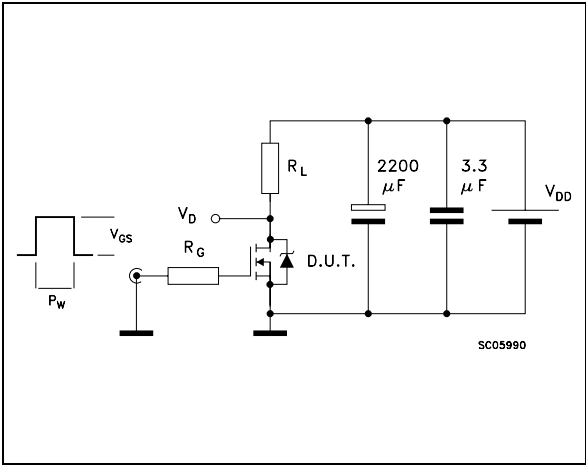 2200
μF
3.3
μF
RL
VDD
VD
VGS
RG
D.U.T.
PW
SC05990